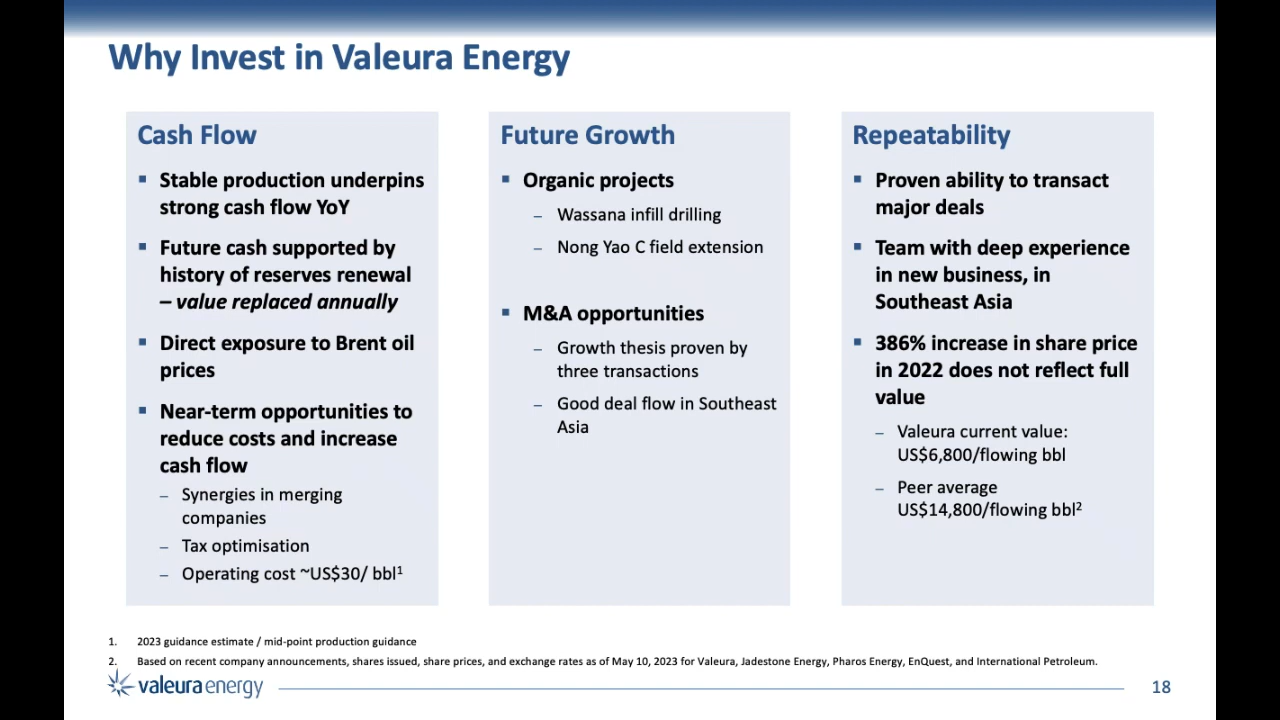 Why Invest in Valeura Energy
Cash Flow
▪ Stable production underpins
strong cash flow YoY
▪ Future cash supported by
history of reserves renewal
– value replaced annually
▪ Direct exposure to Brent oil
prices
▪ Near-term opportunities to
reduce costs and increase
cash flow
– Synergies in merging
companies
– Tax optimisation
– Operating cost ~US$30/ bbl¹
Future Growth
▪ Organic projects
– Wassana infill drilling
– Nong Yao C field extension
▪ M&A opportunities
– Growth thesis proven by
three transactions
– Good deal flow in Southeast
Asia
Repeatability
▪ Proven ability to transact
major deals
▪ Team with deep experience
in new business, in
Southeast Asia
▪ 386% increase in share price
in 2022 does not reflect full
value
– Valeura current value:
US$6,800/flowing bbl
– Peer average
US$14,800/flowing bbl²
1. 2023 guidance estimate / mid-point production guidance
2. Based on recent company announcements, shares issued, share prices, and exchange rates as of May 10, 2023 for Valeura, Jadestone Energy, Pharos Energy, EnQuest, and International Petroleum.
valeura energy
18